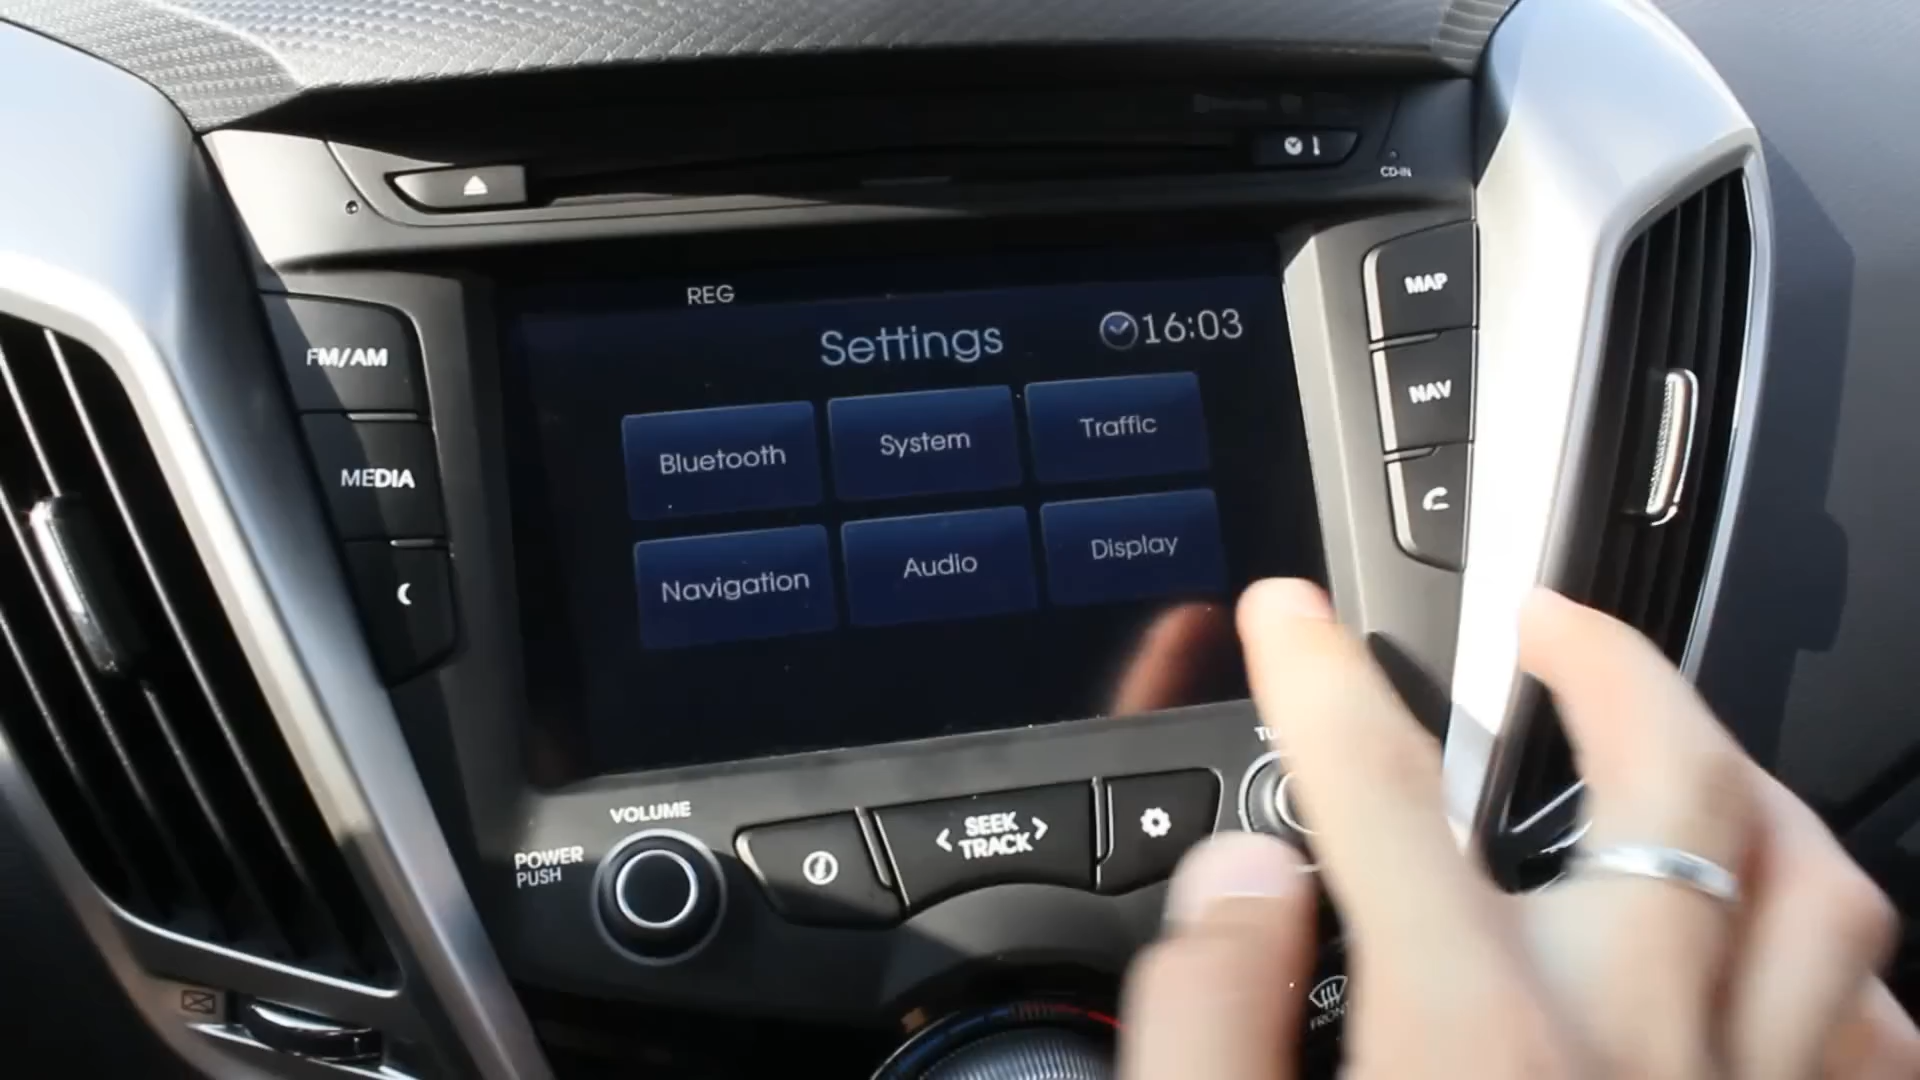 CD-IN
REG
Settings
16:03
MAP
FM/AM
NAV
Bluetooth
System
Traffic
MEDIA
Navigation
Audio
Display
VOLUME
POWER
PUSH
SEEK
TRACK
FRONT